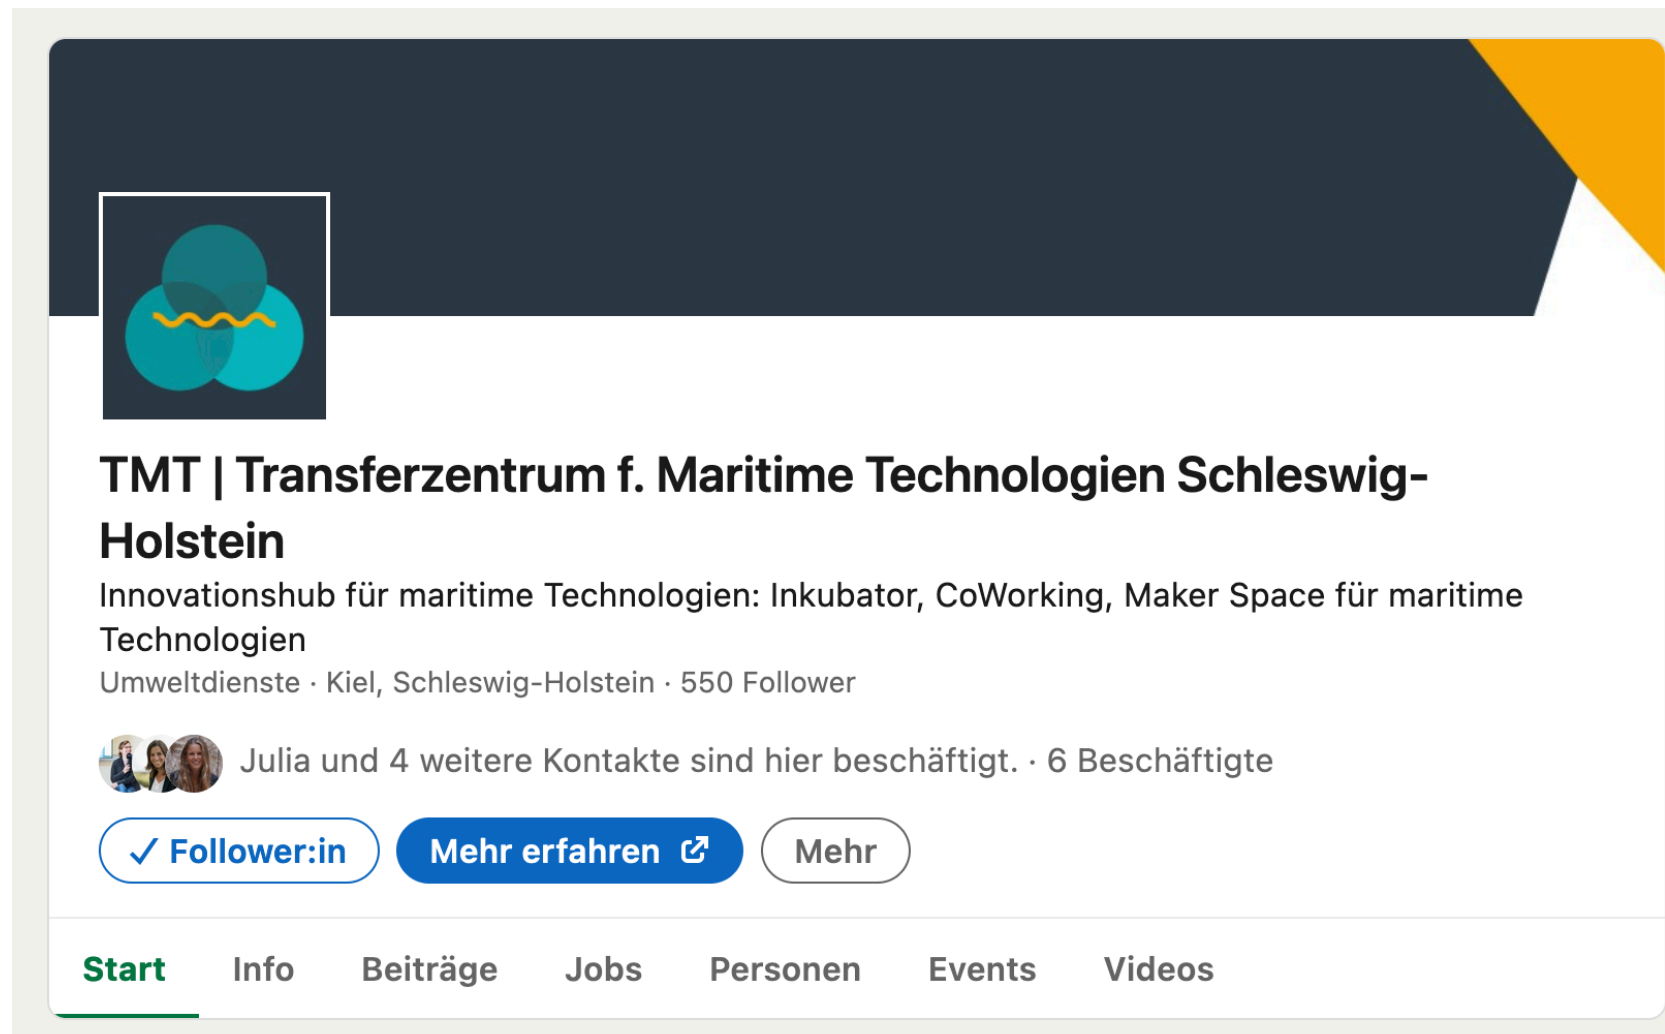 TMT | Transferzentrum f. Maritime Technologien Schleswig-
Holstein
Innovationshub für maritime Technologien: Inkubator, CoWorking, Maker Space für maritime
Technologien
Umweltdienste · Kiel, Schleswig-Holstein · 550 Follower
Julia und 4 weitere Kontakte sind hier beschäftigt. · 6 Beschäftigte
✓ Follower:in Mehr erfahren Mehr
Start Info Beiträge Jobs Personen Events Videos